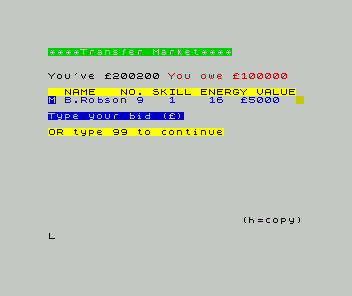 ****Transfer Market****
You've £200200 You owe £100000
NAME NO. SKILL ENERGY VALUE
M B.Robson 9 1 16 £5000
Type your bid (£)
OR type 99 to continue
(h=copy)
L